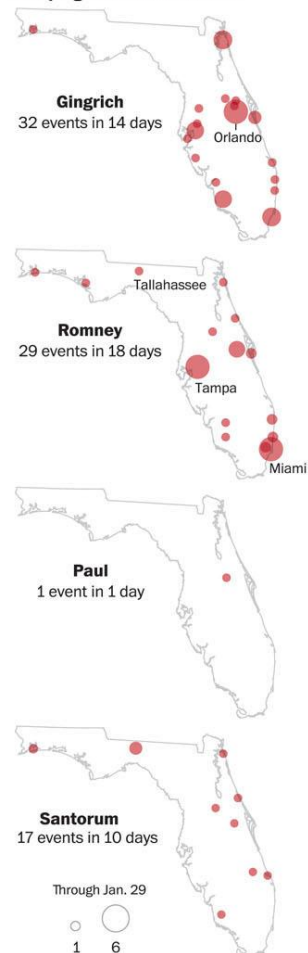 Gingrich
32 events in 14 days
Orlando
Tallahassee
Romney
29 events in 18 days
Tampa
Miami
Paul
1 event in 1 day
Santorum
17 events in 10 days
Through Jan. 29
1 6